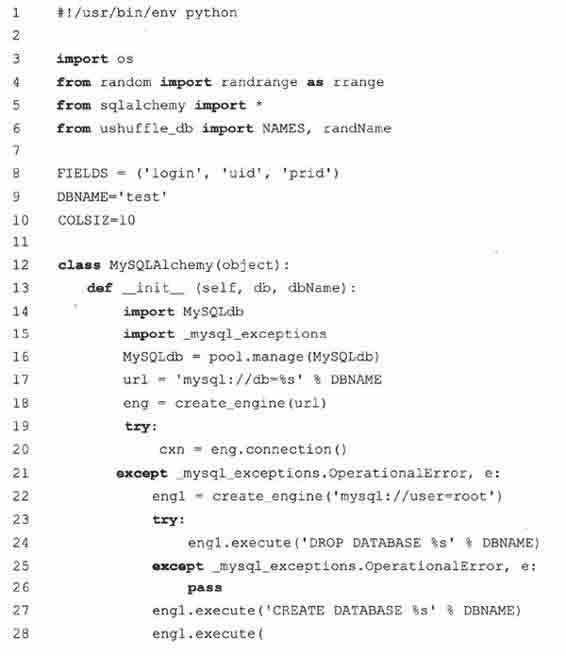 1 #!/usr/bin/env python
2
3 import os
4 from random import randrange as rrange
5 from sqlalchemy import *
6 from ushuffle_db import NAMES, randName
7
8 FIELDS = ('login', 'uid', 'prid')
9 DBNAME='test'
10 COLSIZ=10
11
12 class MySQLAlchemy(object):
13 def __init__ (self, db, dbName):
14 import MySQLdb
15 import _mysql_exceptions
16 MySQLdb = pool.manage(MySQLdb)
17 url = 'mysql://db=%s' % DBNAME
18 eng = create_engine(url)
19 try:
20 cxn = eng.connection()
21 except _mysql_exceptions.OperationalError, e:
22 eng1 = create_engine('mysql://user=root')
23 try:
24 eng1.execute('DROP DATABASE %s' % DBNAME)
25 except _mysql_exceptions.OperationalError, e:
26 pass
27 eng1.execute('CREATE DATABASE %s' % DBNAME)
28 eng1.execute(